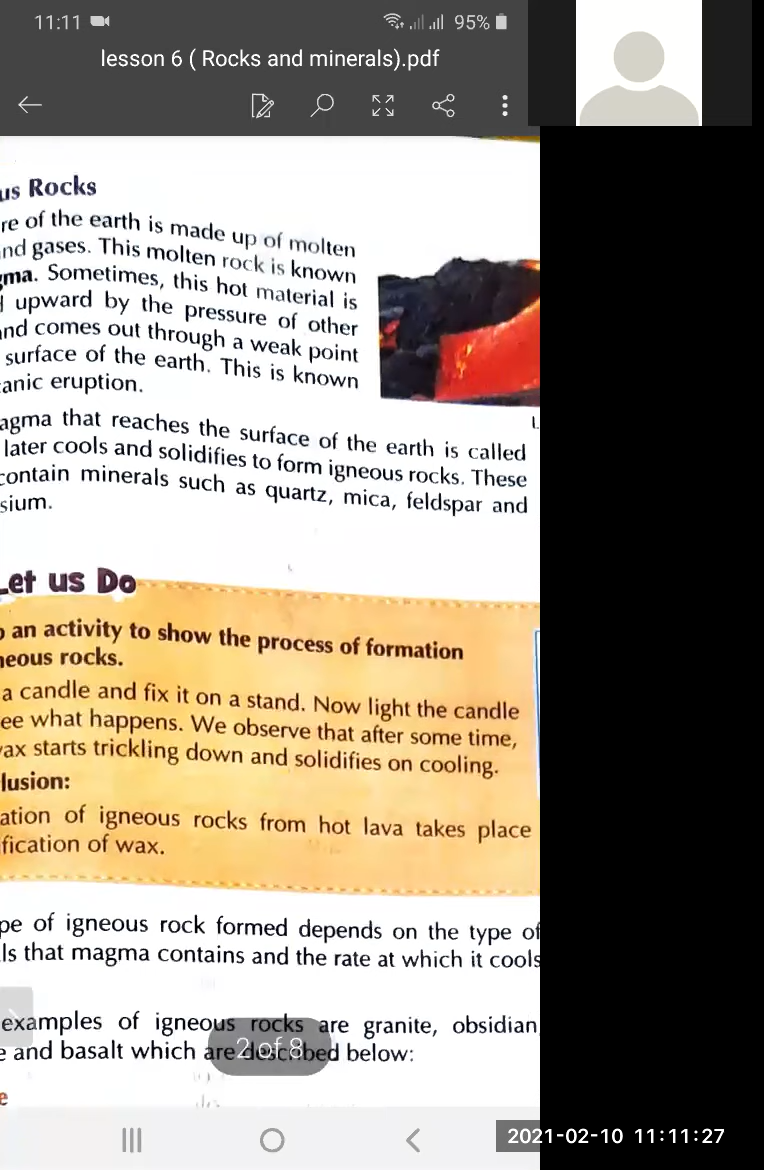 11:11
95%
lesson 6 ( Rocks and minerals).pdf
us Rocks
re of the earth is made up of molten
nd gases. This molten rock is known
gma. Sometimes, this hot material is
upward by the pressure of other
nd comes out through a weak point
surface of the earth. This is known
anic eruption.
L
agma that reaches the surface of the earth is called
later cools and solidifies to form igneous rocks. These
contain minerals such as quartz, mica, feldspar and
sium.
Let us Do
o an activity to show the process of formation
neous rocks.
a candle and fix it on a stand. Now light the candle
ee what happens. We observe that after some time,
ax starts trickling down and solidifies on cooling.
lusion:
ation of igneous rocks from hot lava takes place
fication of wax.
pe of igneous rock formed depends on the type of
ls that magma contains and the rate at which it cools
examples of igneous rocks are granite, obsidian,
e and basalt which are described below:
2 of 8
e
2021-02-10 11:11:27